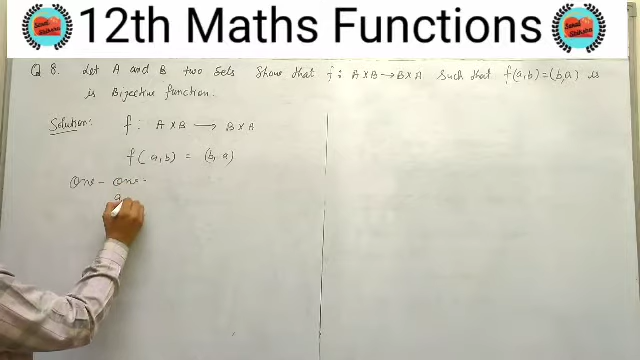 12th Maths Functions
Q 8. Let A and B two sets Show that f: A×B→B×A Such that f(a,b)=(b,a) is
is Bijective function.
Solution: f: A×B → B×A
f(a,b) = (b,a)
One-one-